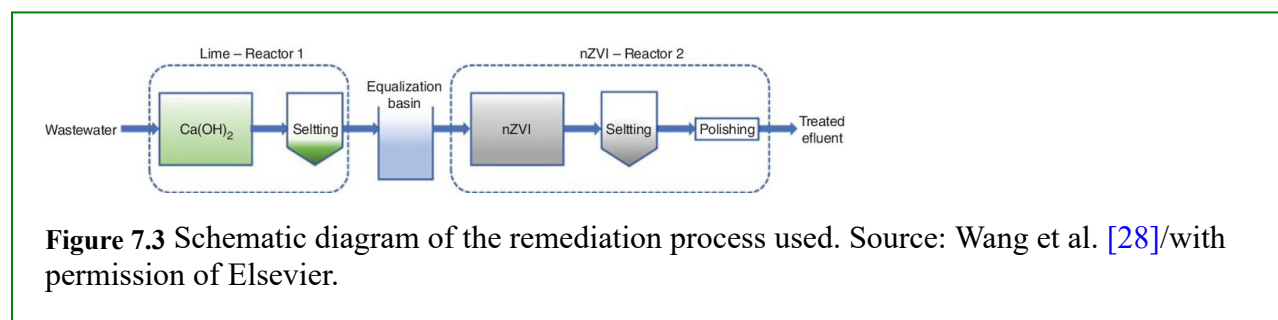 Lime – Reactor 1
nZVI – Reactor 2
Equalization
basin
Wastewater
Ca(OH)2
Seltting
nZVI
Seltting
Polishing
Treated
efluent
Figure 7.3 Schematic diagram of the remediation process used. Source: Wang et al. [28]/with
permission of Elsevier.